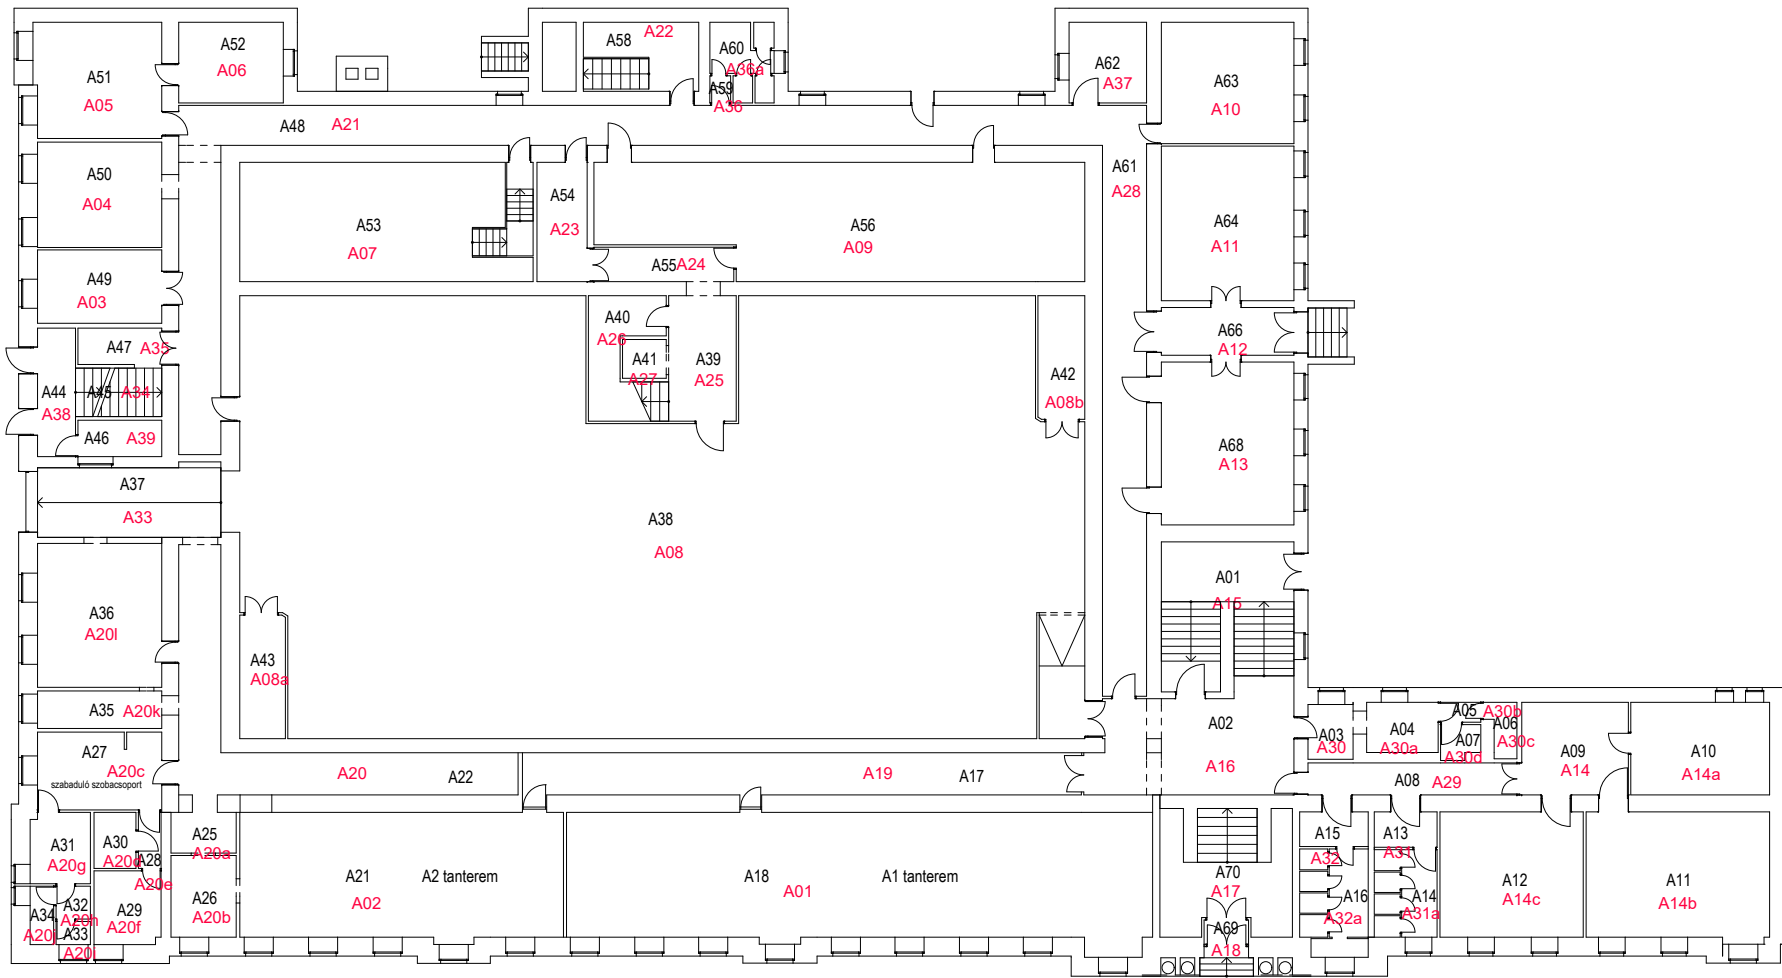 A58
A22
A52
A06
A60
A36a
A62
A37
A51
A05
A63
A10
A59
A36
A48
A21
A50
A04
A54
A23
A61
A28
A53
A07
A56
A09
A64
A11
A55
A24
A49
A03
A40
A26
A47
A35
A41
A27
A39
A25
A66
A12
A44
A38
A45
A34
A42
A08b
A46
A39
A68
A13
A37
A33
A38
A08
A01
A15
A36
A20l
A43
A08a
A35
A20k
A02
A16
A03
A30
A04
A30a
A05
A30b
A06
A30c
A07
A30d
A09
A14
A10
A14a
A27
A20c
szabaduló szobacsoport
A20
A22
A19
A17
A08
A29
A31
A20g
A30
A20d
A28
A20e
A25
A20a
A15
A32
A13
A31
A21
A2 tanterem
A02
A18
A1 tanterem
A01
A70
A17
A12
A14c
A11
A14b
A34
A20j
A32
A20h
A33
A20i
A29
A20f
A26
A20b
A16
A32a
A14
A31a
A69
A18